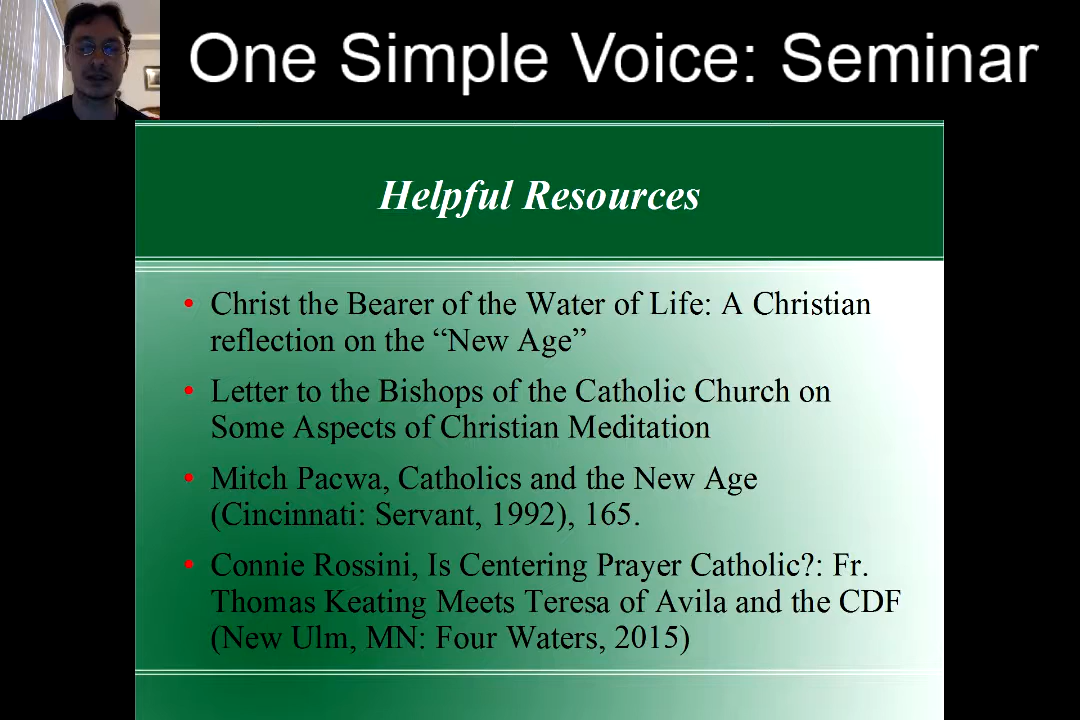 One Simple Voice: Seminar
Helpful Resources
• Christ the Bearer of the Water of Life: A Christian
reflection on the “New Age”
• Letter to the Bishops of the Catholic Church on
Some Aspects of Christian Meditation
• Mitch Pacwa, Catholics and the New Age
(Cincinnati: Servant, 1992), 165.
• Connie Rossini, Is Centering Prayer Catholic?: Fr.
Thomas Keating Meets Teresa of Avila and the CDF
(New Ulm, MN: Four Waters, 2015)